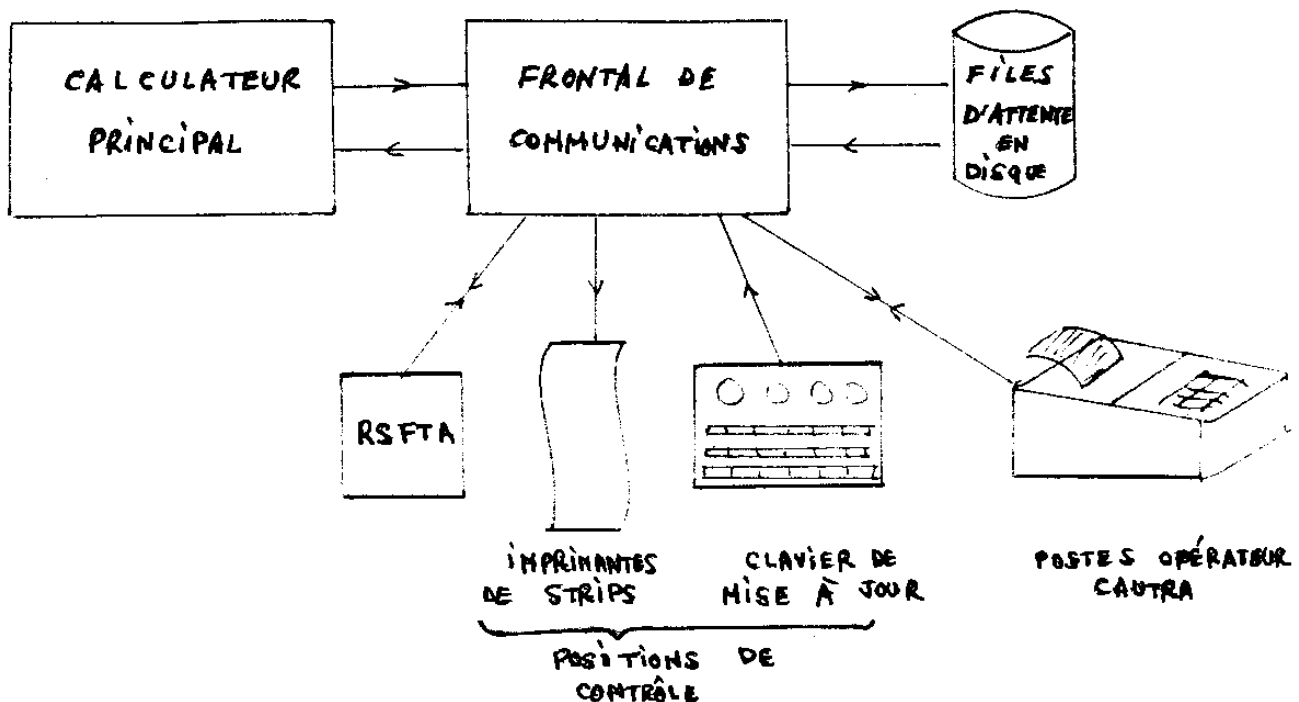 CALCULATEUR
PRINCIPAL
FRONTAL DE
COMMUNICATIONS
FILES
D'ATTENTE
EN
DISQUE
RSFTA
IMPRIMANTES
DE STRIPS
CLAVIER DE
MISE À JOUR
POSTES OPÉRATEUR
CAUTRA
POSITIONS DE
CONTRÔLE